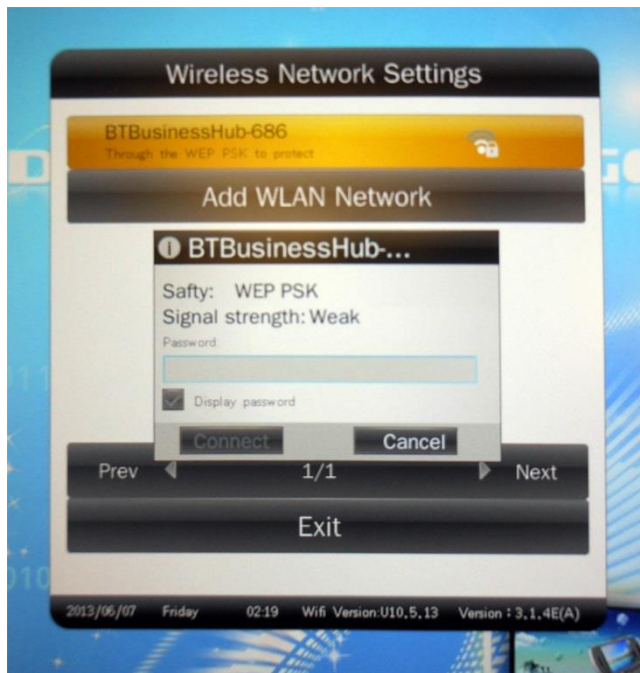 Wireless Network Settings
BTBusinessHub-686
Through the WEP PSK to protect
Add WLAN Network
BTBusinessHub-...
Safty: WEP PSK
Signal strength: Weak
Password:
Display password
Connect Cancel
Prev 1/1 Next
Exit
2013/06/07 Friday 02:19 Wifi Version:U10.5.13 Version : 3.1.4E(A)